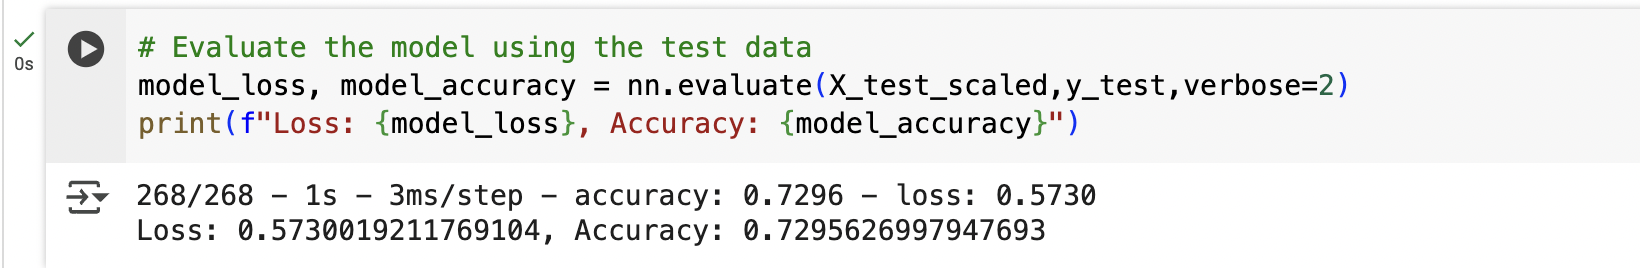 0s
# Evaluate the model using the test data
model_loss, model_accuracy = nn.evaluate(X_test_scaled,y_test,verbose=2)
print(f"Loss: {model_loss}, Accuracy: {model_accuracy}")
268/268 − 1s − 3ms/step − accuracy: 0.7296 − loss: 0.5730
Loss: 0.5730019211769104, Accuracy: 0.7295626997947693